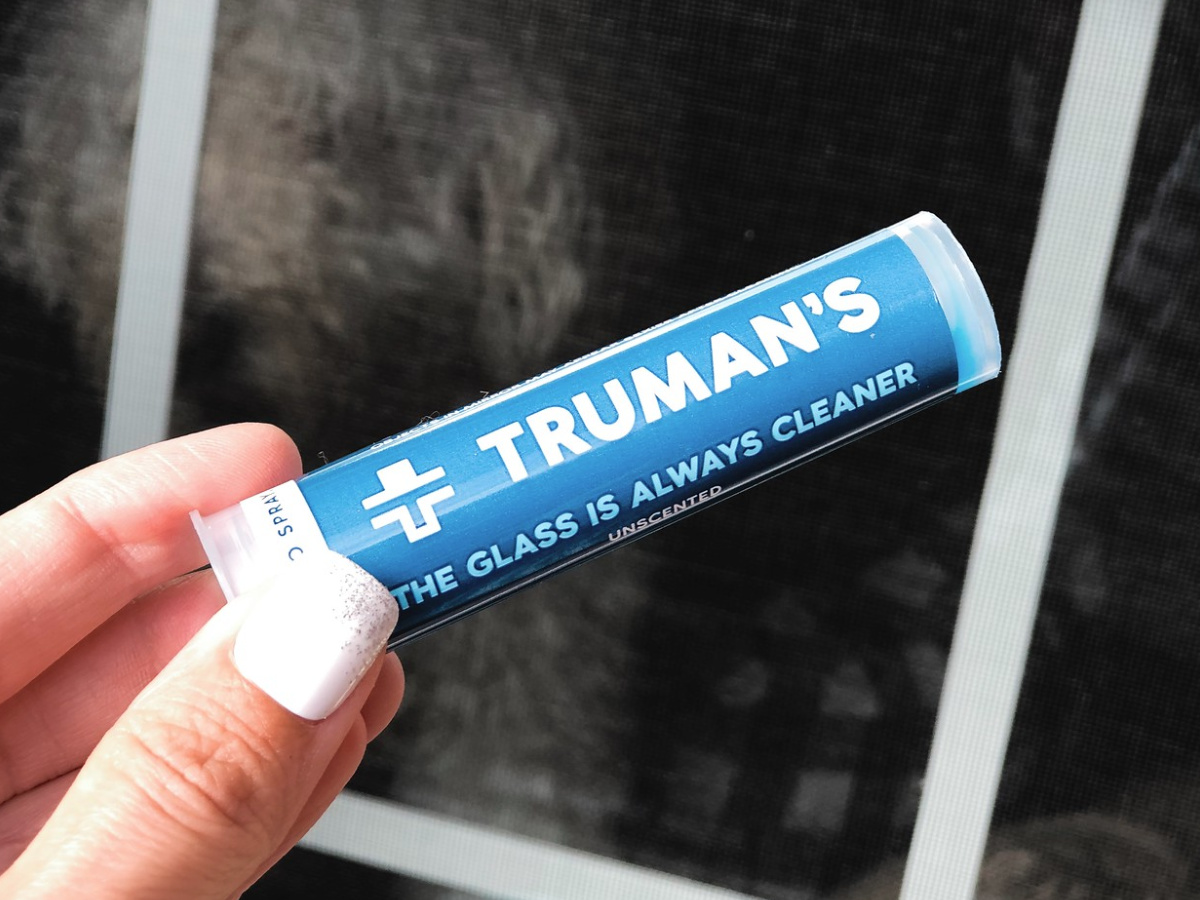 TRUMAN'S
THE GLASS IS ALWAYS CLEANER
UNSCENTED
SPRAY